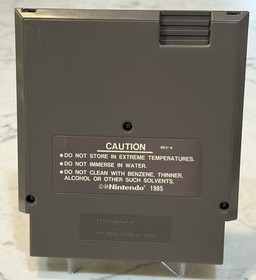 CAUTION REV-A
• DO NOT STORE IN EXTREME TEMPERATURES.
• DO NOT IMMERSE IN WATER.
• DO NOT CLEAN WITH BENZENE, THINNER,
ALCOHOL OR OTHER SUCH SOLVENTS.
©®Nintendo 1985
Nintendo